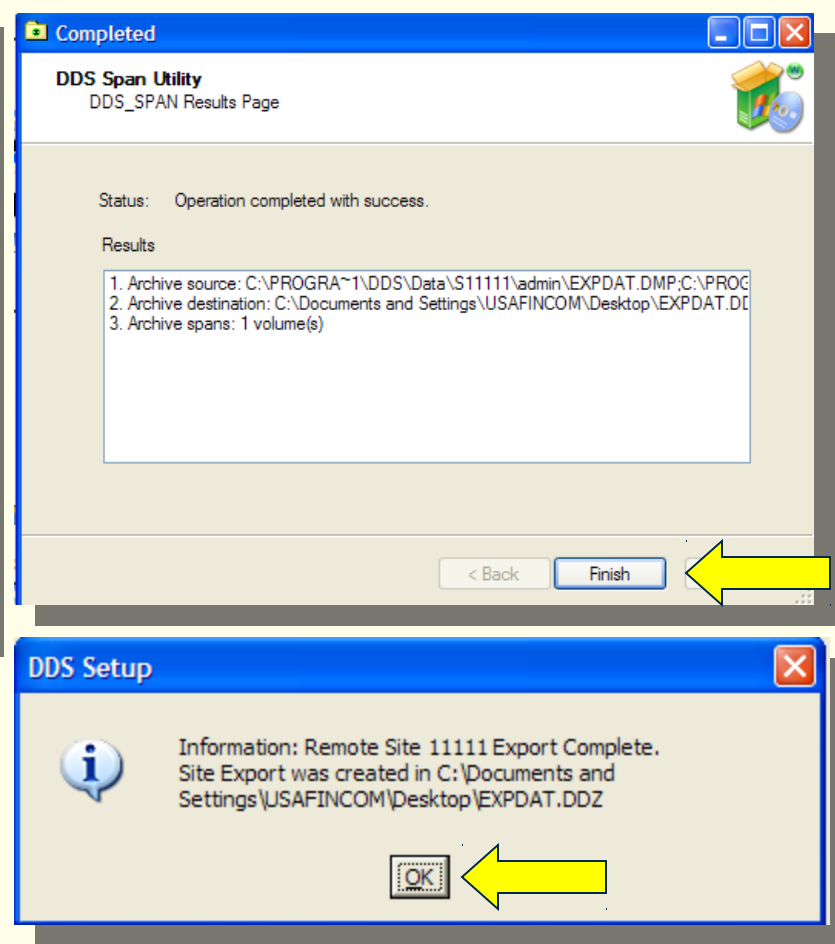 Completed
DDS Span Utility
DDS_SPAN Results Page
Status: Operation completed with success.
Results
1. Archive source: C:\PROGRA~1\DDS\Data\S11111\admin\EXPDAT.DMP;C:\PROG
2. Archive destination: C:\Documents and Settings\USAFINCOM\Desktop\EXPDAT.DD
3. Archive spans: 1 volume(s)
< Back Finish
DDS Setup
Information: Remote Site 11111 Export Complete.
Site Export was created in C:\Documents and
Settings\USAFINCOM\Desktop\EXPDAT.DDZ
OK